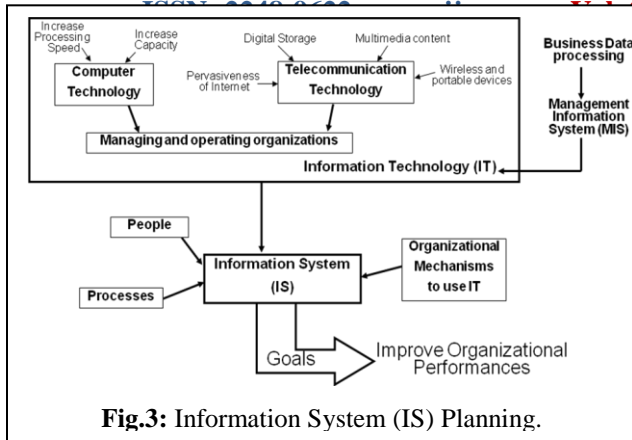 Increase
Processing
Speed
Increase
Capacity
Digital Storage
Multimedia content
Business Data
processing
Computer
Technology
Pervasiveness
of Internet
Telecommunication
Technology
Wireless and
portable devices
Management
Information
System (MIS)
Managing and operating organizations
Information Technology (IT)
People
Processes
Information System
(IS)
Organizational
Mechanisms
to use IT
Goals
Improve Organizational
Performances
Fig.3: Information System (IS) Planning.